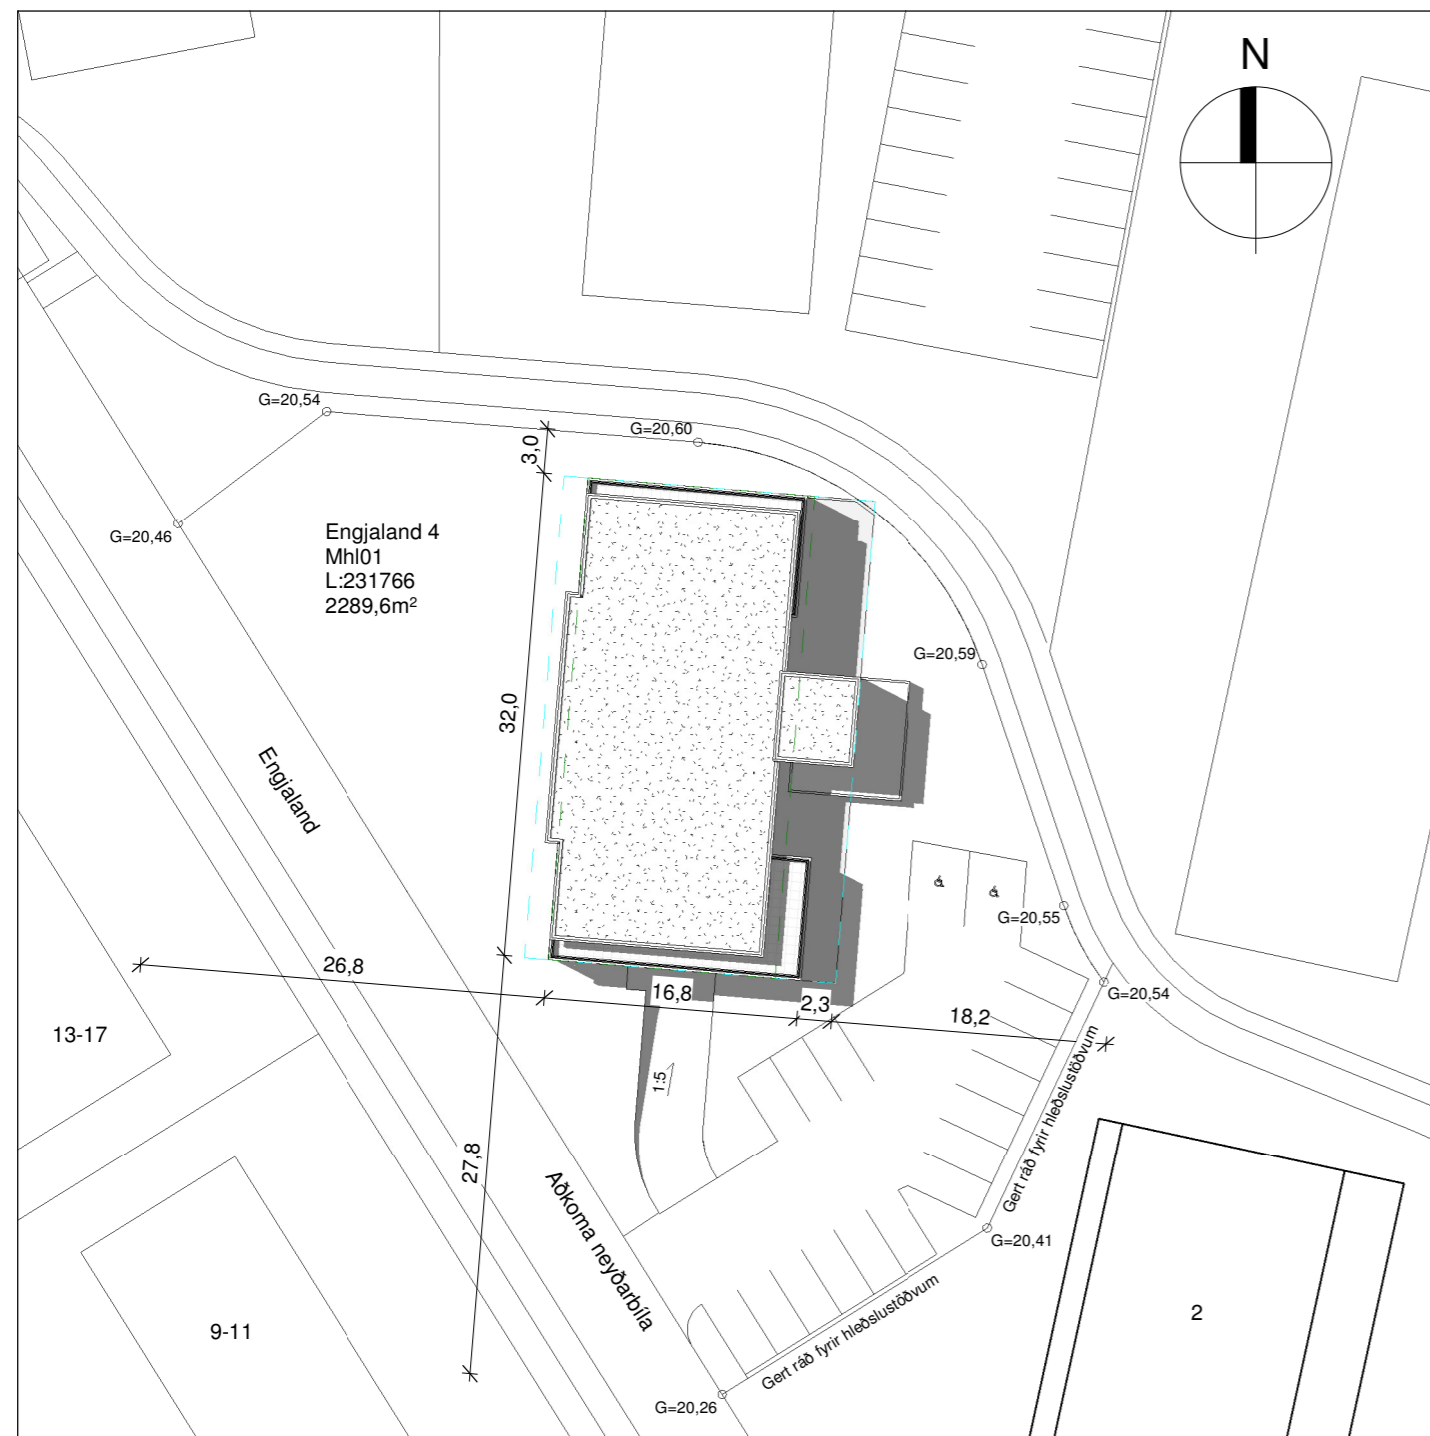 N
G=20,54
G=20,60
3,0
G=20,46
Engjaland 4
Mhl01
L:231766
2289,6m²
G=20,59
32,0
Engjaland
G=20,55
26,8
16,8
2,3
18,2
G=20,54
13-17
1:5
27,8
Gert ráð fyrir hleðslustöðvum
Aðkoma neyðarbíla
G=20,41
9-11
2
Gert ráð fyrir hleðslustöðvum
G=20,26